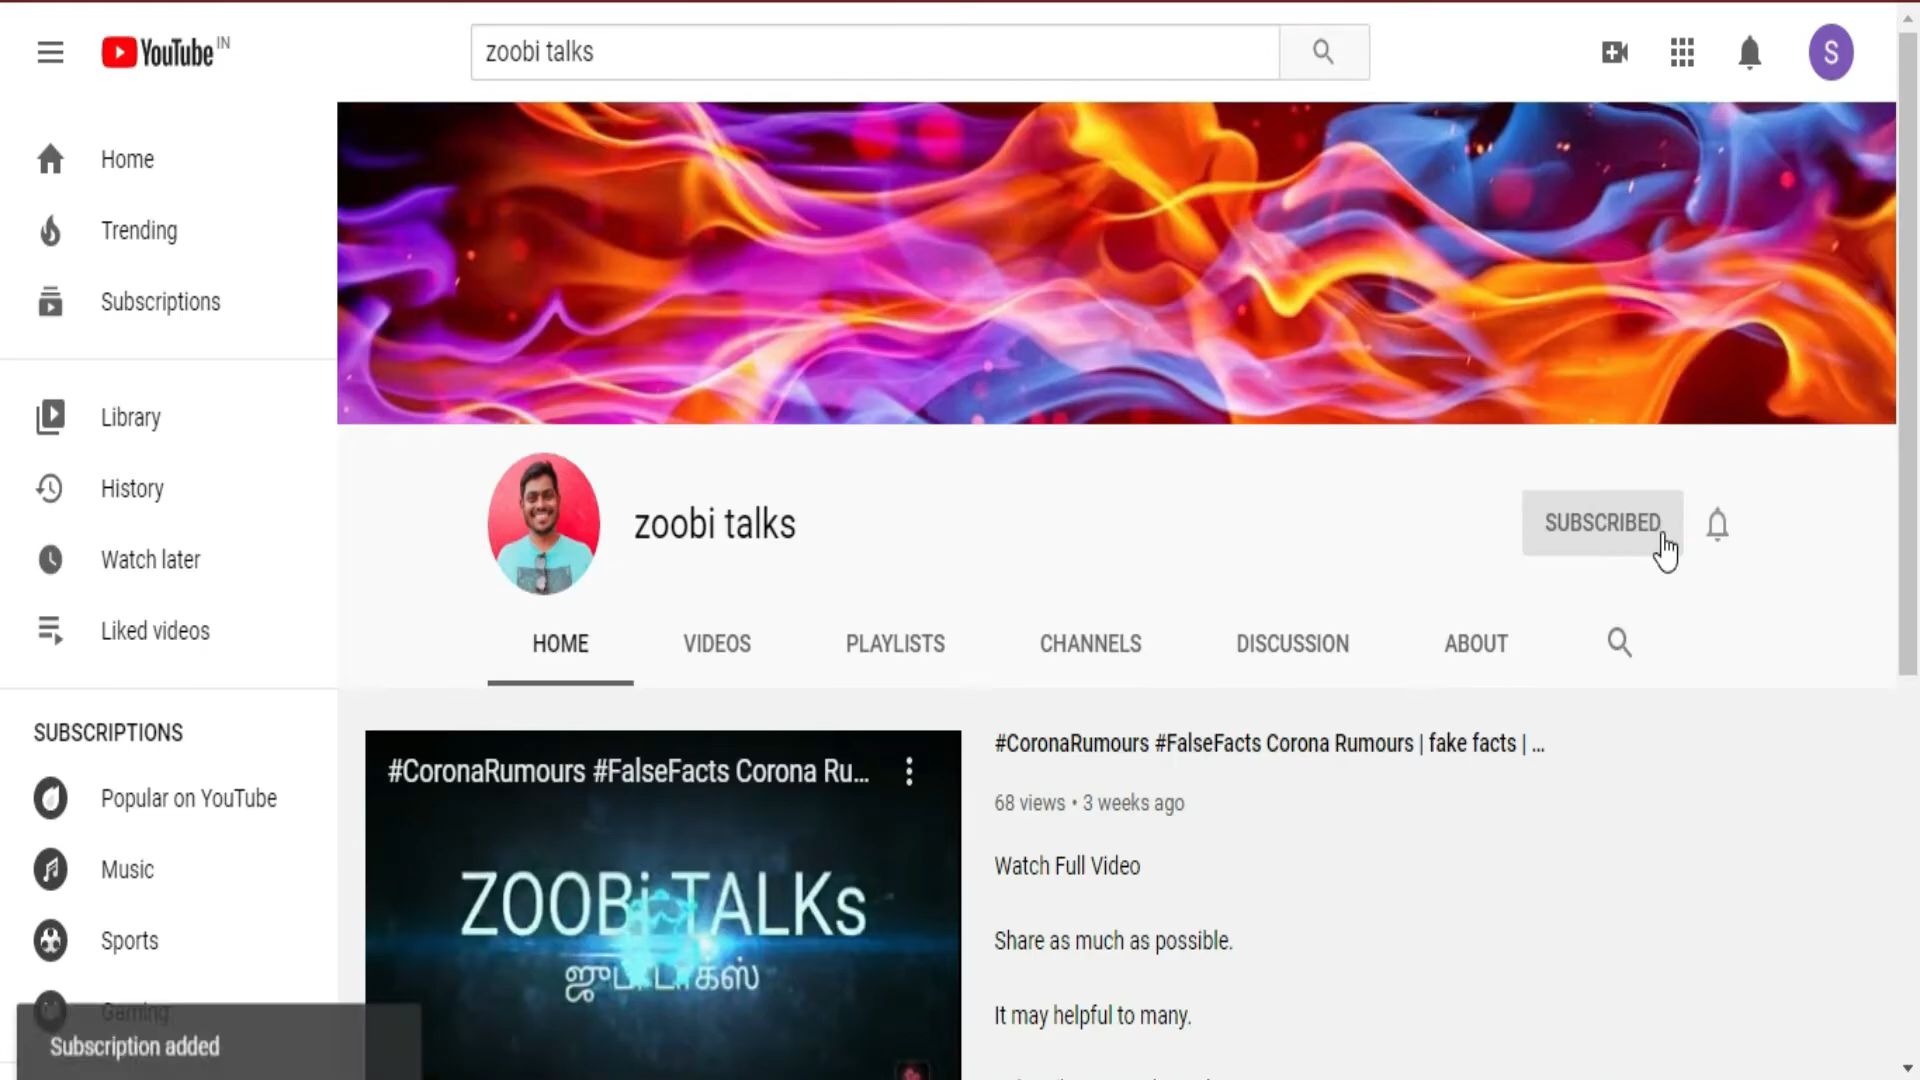 YouTube IN
zoobi talks
S
Home
Trending
Subscriptions
Library
History
Watch later
Liked videos
SUBSCRIPTIONS
Popular on YouTube
Music
Sports
Gaming
Subscription added
zoobi talks
SUBSCRIBED
HOME VIDEOS PLAYLISTS CHANNELS DISCUSSION ABOUT
#CoronaRumours #FalseFacts Corona Ru...
ZOOBi TALKs
ஜூபி டாக்ஸ்
#CoronaRumours #FalseFacts Corona Rumours | fake facts | ...
68 views • 3 weeks ago
Watch Full Video
Share as much as possible.
It may helpful to many.